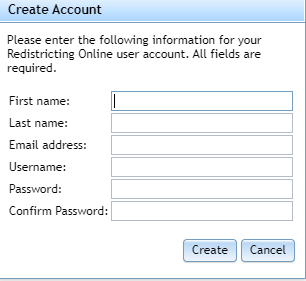 Create Account
Please enter the following information for your
Redistricting Online user account. All fields are
required.
First name:
Last name:
Email address:
Username:
Password:
Confirm Password:
Create Cancel